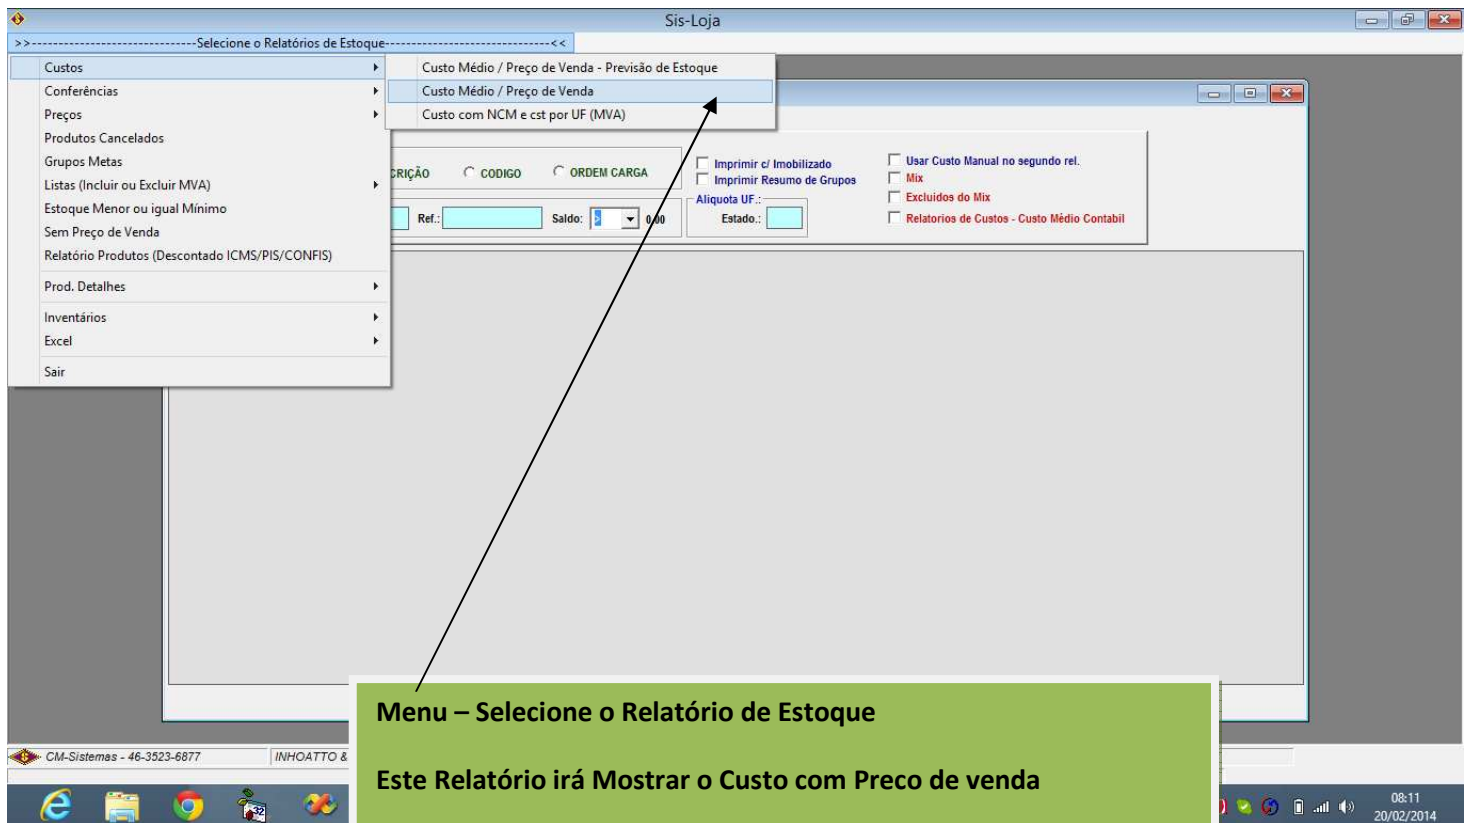 Sis-Loja
>>-------------------------------Selecione o Relatórios de Estoque-------------------------------<<
Custos
Conferências
Preços
Produtos Cancelados
Grupos Metas
Listas (Incluir ou Excluir MVA)
Estoque Menor ou igual Mínimo
Sem Preço de Venda
Relatório Produtos (Descontado ICMS/PIS/CONFIS)
Prod. Detalhes
Inventários
Excel
Sair
Custo Médio / Preço de Venda - Previsão de Estoque
Custo Médio / Preço de Venda
Custo com NCM e cst por UF (MVA)
CODIGO
ORDEM CARGA
Ref.:
Saldo: >
0,00
Imprimir c/ Imobilizado
Imprimir Resumo de Grupos
Aliquota UF.:
Estado.:
Usar Custo Manual no segundo rel.
Mix
Excluidos do Mix
Relatorios de Custos - Custo Médio Contabil
Menu – Selecione o Relatório de Estoque
Este Relatório irá Mostrar o Custo com Preco de venda
CM-Sistemas - 46-3523-6877
INHOATTO &
32
08:11
20/02/2014